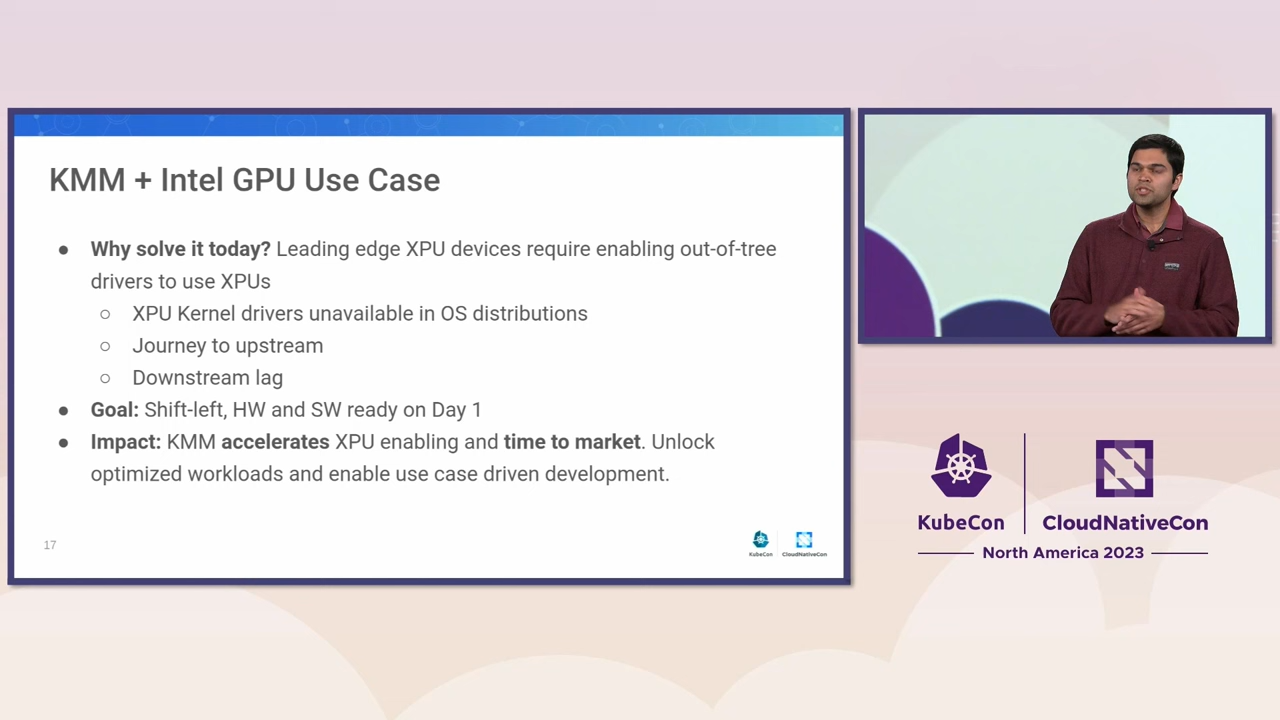 KMM + Intel GPU Use Case
● Why solve it today? Leading edge XPU devices require enabling out-of-tree
drivers to use XPUs
○ XPU Kernel drivers unavailable in OS distributions
○ Journey to upstream
○ Downstream lag
● Goal: Shift-left, HW and SW ready on Day 1
● Impact: KMM accelerates XPU enabling and time to market. Unlock
optimized workloads and enable use case driven development.
17
KubeCon CloudNativeCon
KubeCon CloudNativeCon
North America 2023